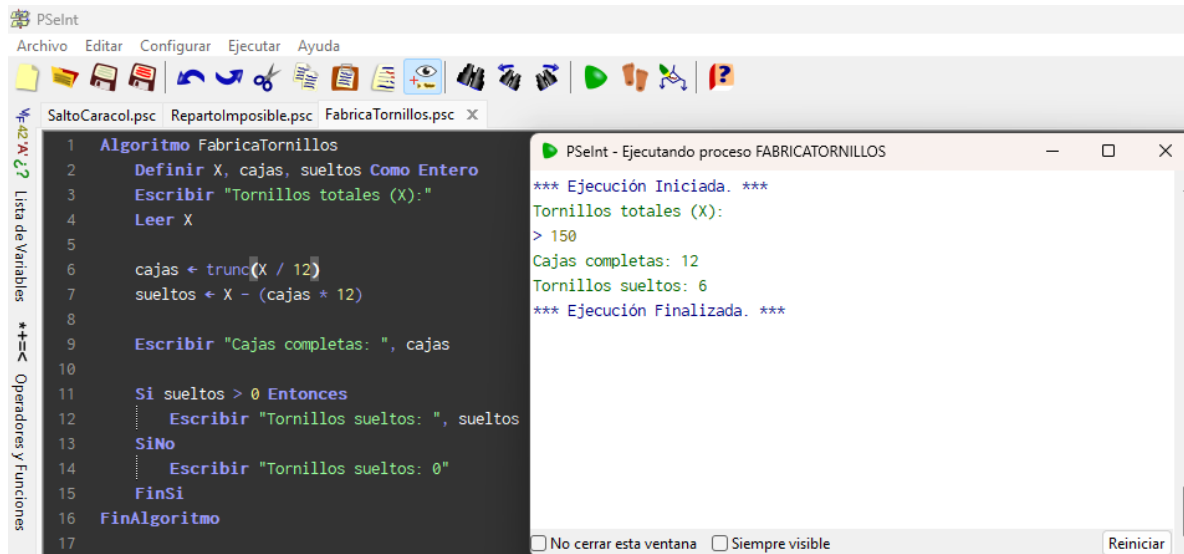 PSeInt
Archivo Editar Configurar Ejecutar Ayuda
SaltoCaracol.psc RepartoImposible.psc FabricaTornillos.psc X
42 'A' ¿? Lista de Variables
*+=< Operadores y Funciones
1 Algoritmo FabricaTornillos
2 Definir X, cajas, sueltos Como Entero
3 Escribir "Tornillos totales (X):"
4 Leer X
5
6 cajas ← trunc(X / 12)
7 sueltos ← X - (cajas * 12)
8
9 Escribir "Cajas completas: ", cajas
10
11 Si sueltos > 0 Entonces
12 Escribir "Tornillos sueltos: ", sueltos
13 SiNo
14 Escribir "Tornillos sueltos: 0"
15 FinSi
16 FinAlgoritmo
17
PSeInt - Ejecutando proceso FABRICATORNILLOS
*** Ejecución Iniciada. ***
Tornillos totales (X):
> 150
Cajas completas: 12
Tornillos sueltos: 6
*** Ejecución Finalizada. ***
No cerrar esta ventana Siempre visible Reiniciar